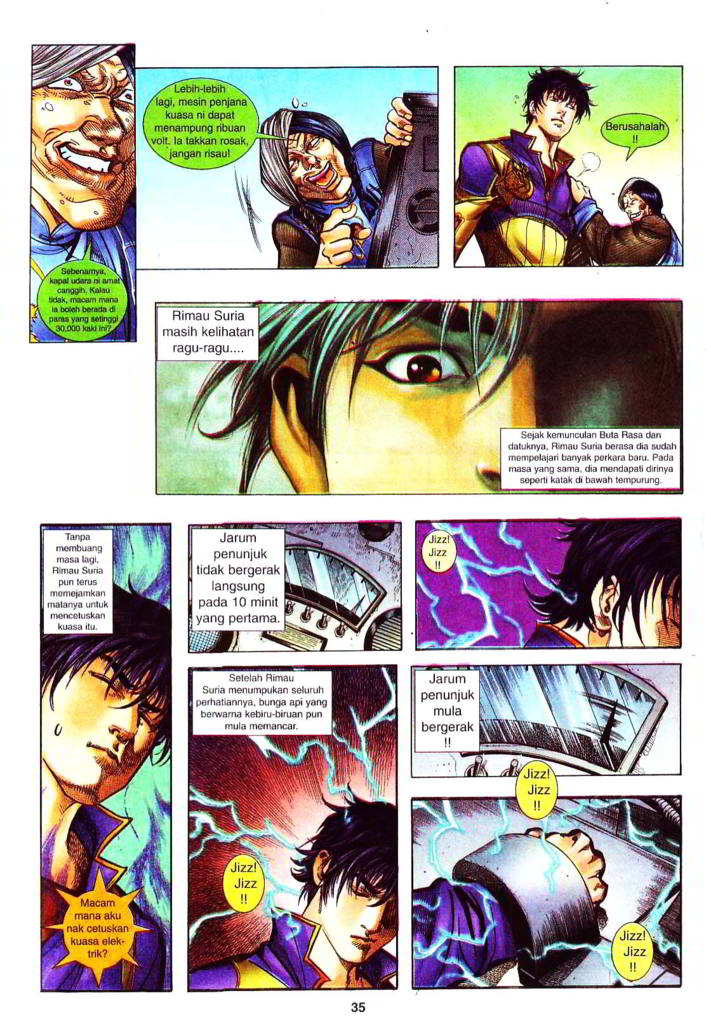 Lebih-lebih
lagi, mesin penjana
kuasa ni dapat
menampung ribuan
volt. Ia takkan rosak,
jangan risau!
Sebenarnya,
kapal udara ni amat
canggih. Kalau
tidak, macam mana
ia boleh berada di
paras yang setinggi
30,000 kaki ini?
Berusahalah
!!
Rimau Suria
masih kelihatan
ragu-ragu....
Sejak kemunculan Buta Rasa dan
datuknya, Rimau Suria berasa dia sudah
mempelajari banyak perkara baru. Pada
masa yang sama, dia mendapati dirinya
seperti katak di bawah tempurung.
Tanpa
membuang
masa lagi,
Rimau Suria
pun terus
memejamkan
matanya untuk
mencetuskan
kuasa itu.
Macam
mana aku
nak cetuskan
kuasa elek-
trik?
Jarum
penunjuk
tidak bergerak
langsung
pada 10 minit
yang pertama.
Jizz!
Jizz
!!
Setelah Rimau
Suria menumpukan seluruh
perhatiannya, bunga api yang
berwarna kebiru-biruan pun
mula memancar.
Jizz!
Jizz
!!
Jarum
penunjuk
mula
bergerak
!!
Jizz!
Jizz
!!
Jizz!
Jizz
!!
35